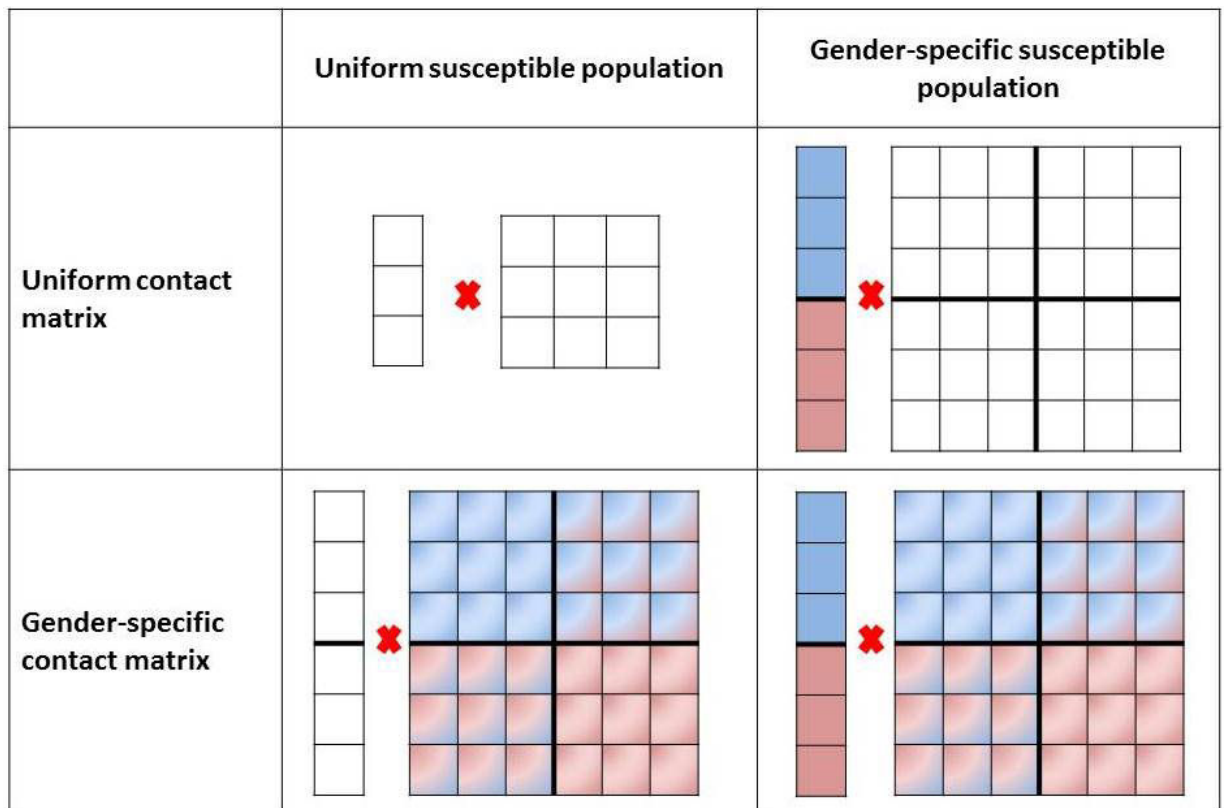 Uniform susceptible population
Gender-specific susceptible
population
Uniform contact
matrix
Gender-specific
contact matrix